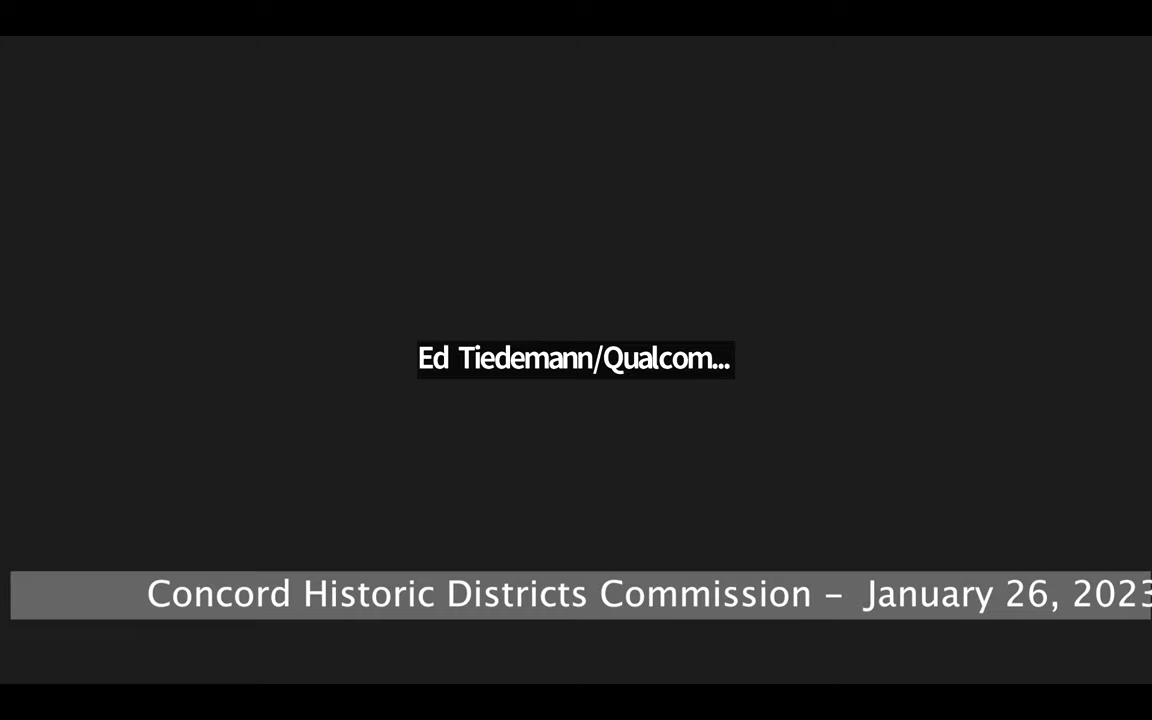 Ed Tiedemann/Qualcom...
Concord Historic Districts Commission – January 26, 2023